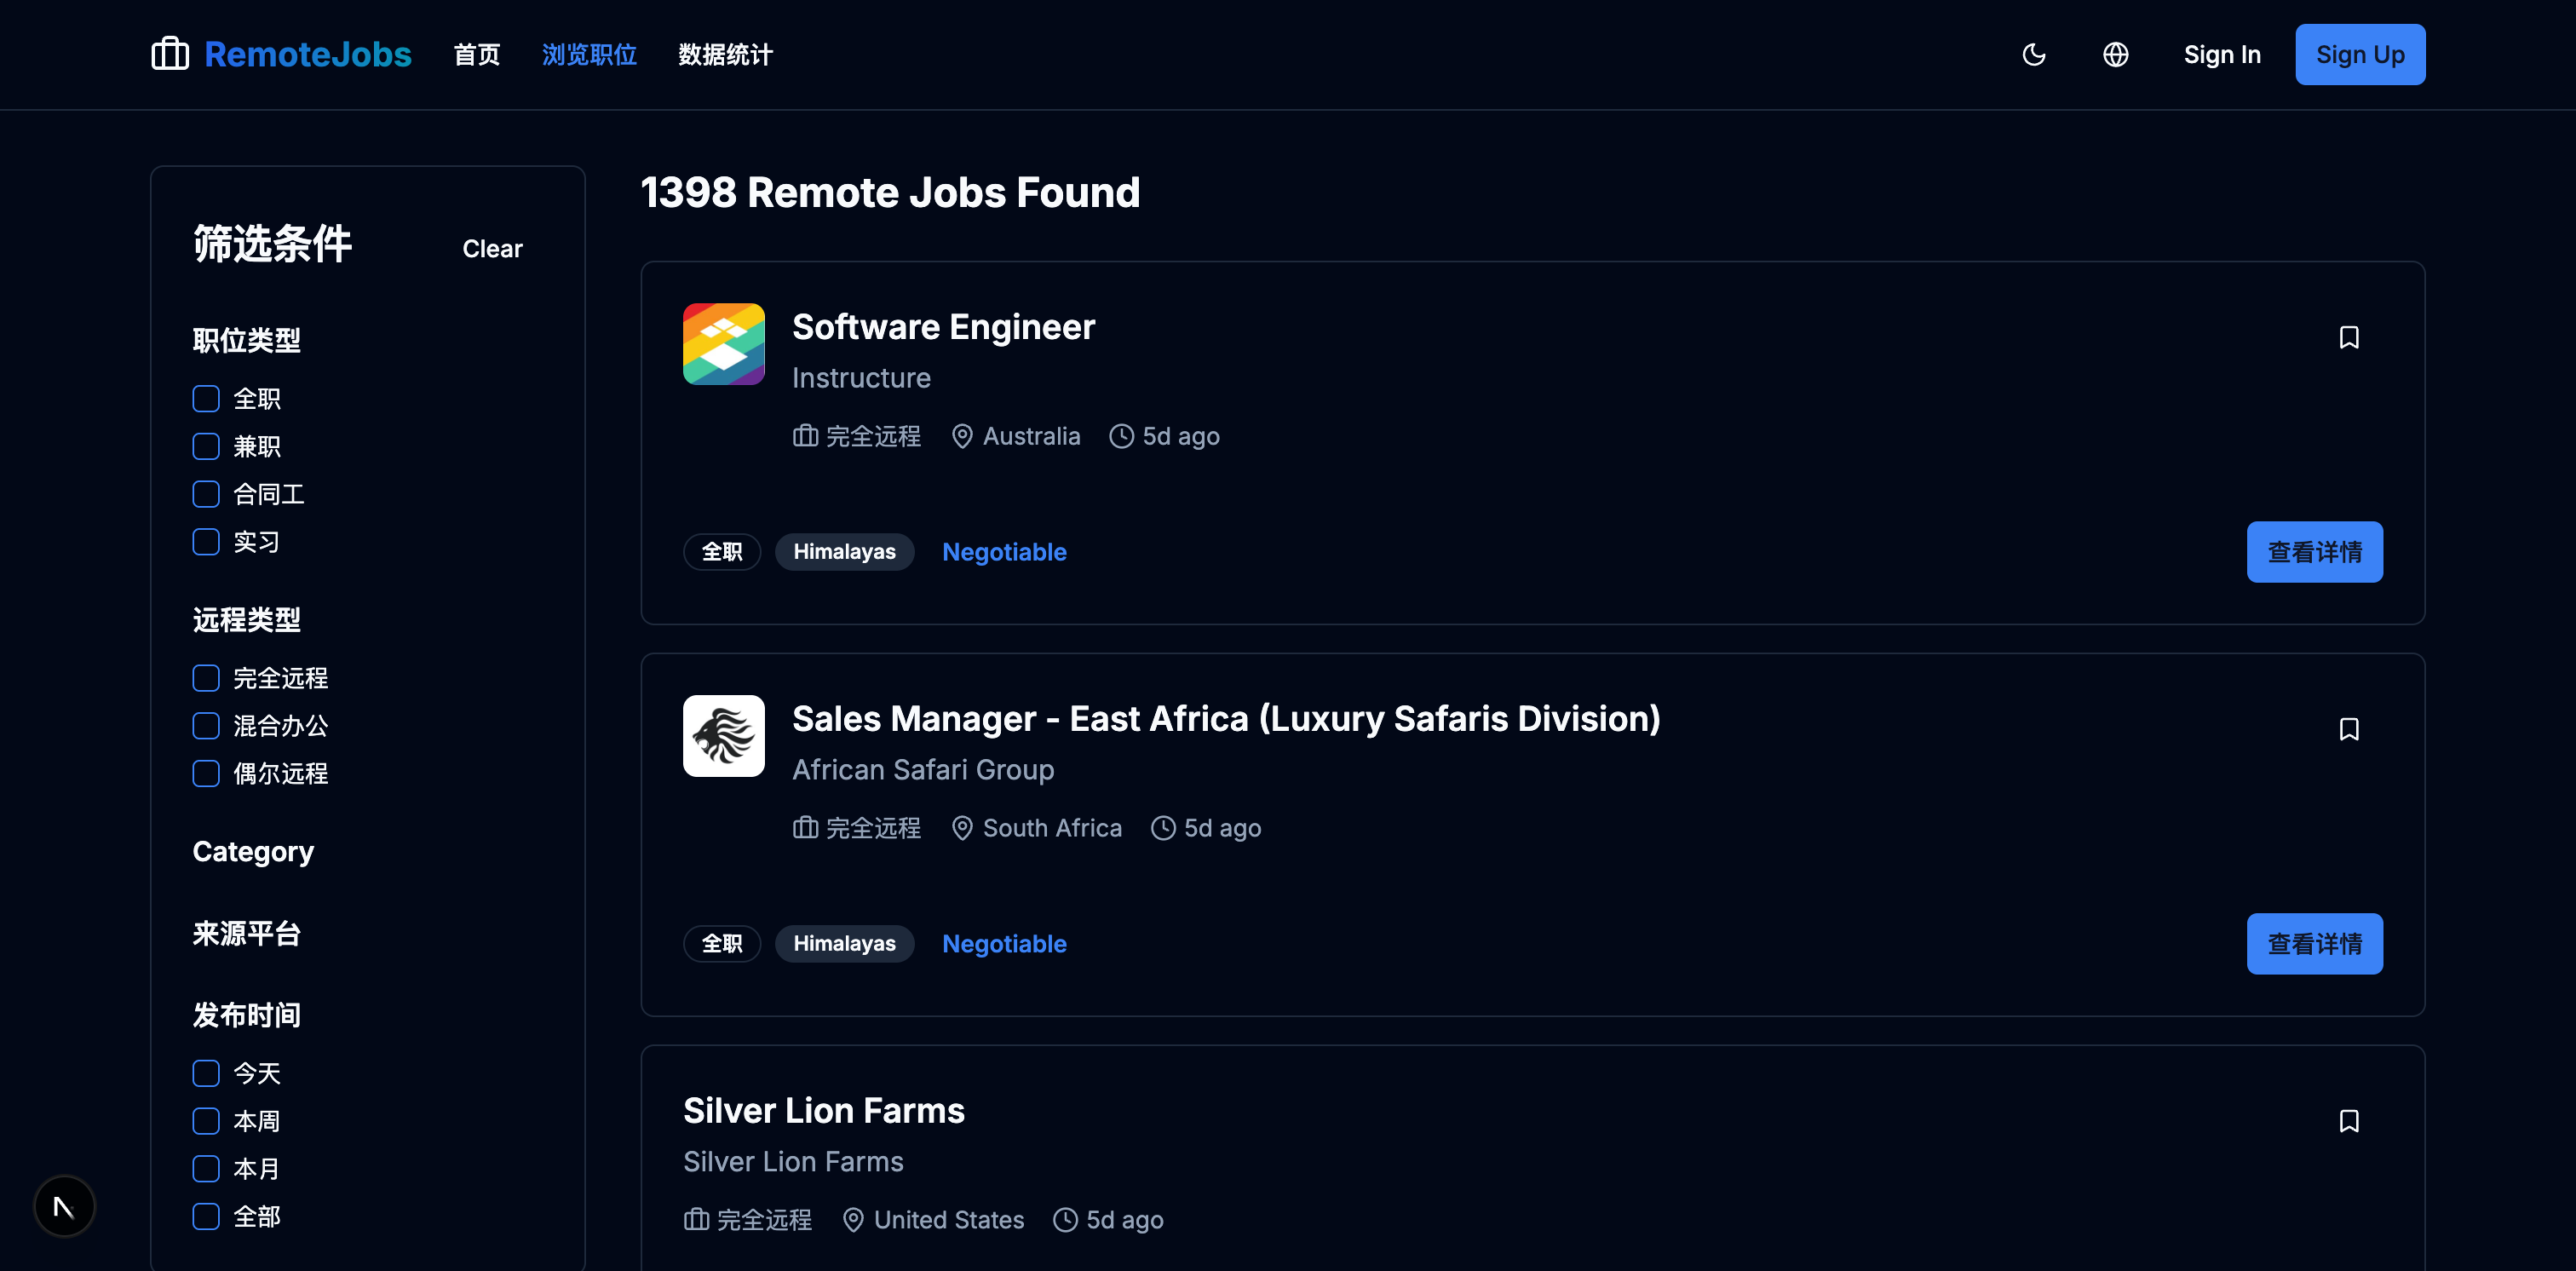 RemoteJobs 首页 浏览职位 数据统计 Sign In Sign Up
筛选条件 Clear
职位类型
全职
兼职
合同工
实习
远程类型
完全远程
混合办公
偶尔远程
Category
来源平台
发布时间
今天
本周
本月
全部
1398 Remote Jobs Found
Software Engineer
Instructure
完全远程 Australia 5d ago
全职 Himalayas Negotiable 查看详情
Sales Manager - East Africa (Luxury Safaris Division)
African Safari Group
完全远程 South Africa 5d ago
全职 Himalayas Negotiable 查看详情
Silver Lion Farms
Silver Lion Farms
完全远程 United States 5d ago